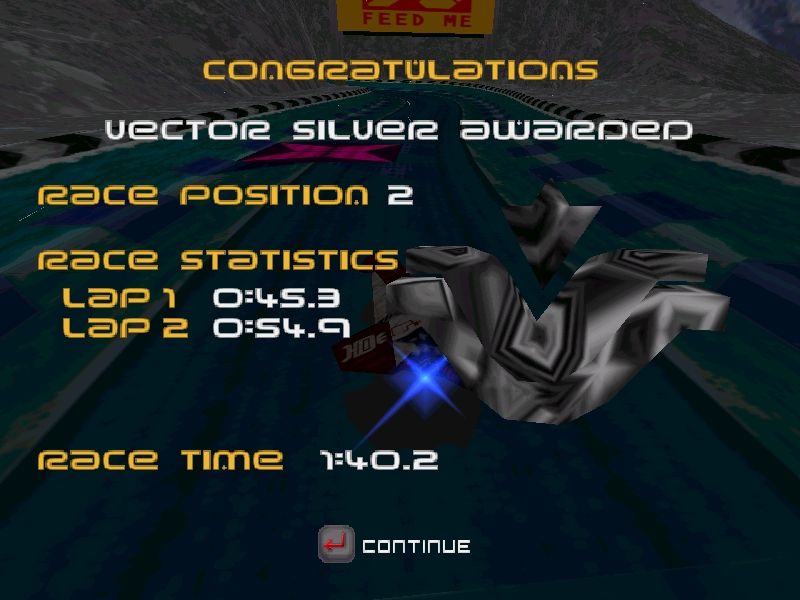 FEED ME
CONGRATULATIONS
VECTOR SILVER AWARDED
RACE POSITION 2
RACE STATISTICS
LAP 1 0:45.3
LAP 2 0:54.9
RACE TIME 1:40.2
CONTINUE